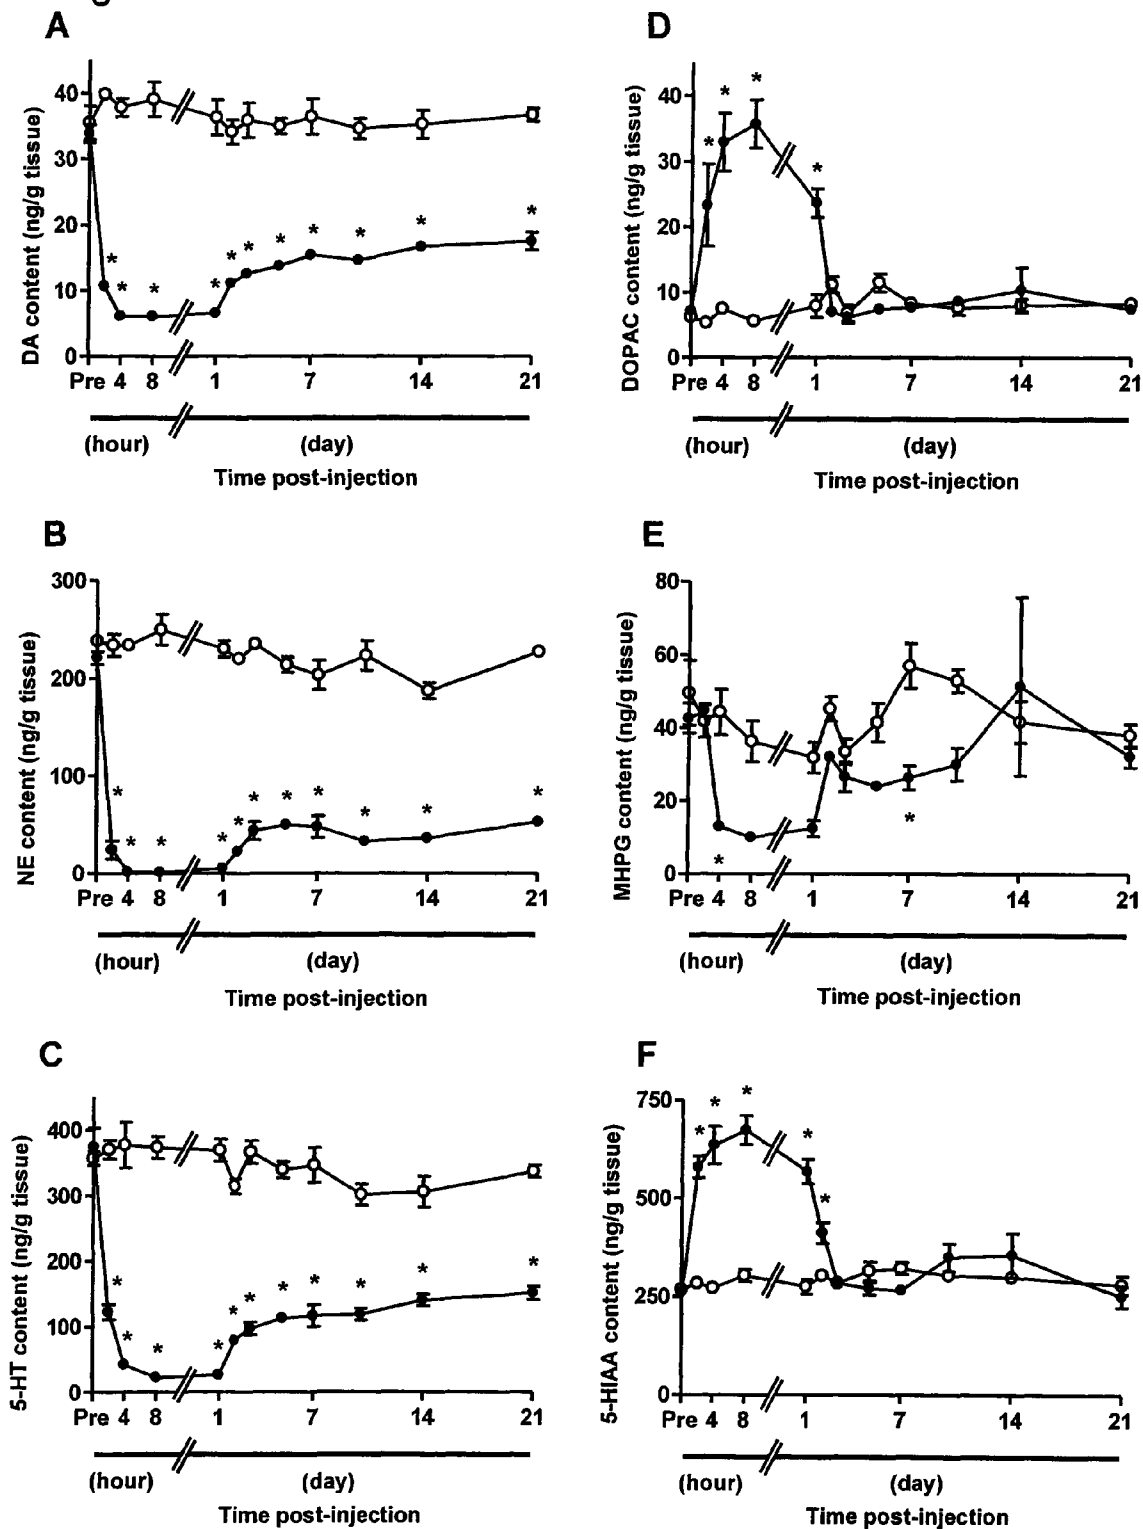 A
DA content (ng/g tissue)
40
30
20
10
0
* * * * * * * * * * *
Pre 4 8 1 7 14 21
(hour) (day)
Time post-injection
D
DOPAC content (ng/g tissue)
40
30
20
10
0
* * * *
Pre 4 8 1 7 14 21
(hour) (day)
Time post-injection
B
NE content (ng/g tissue)
300
200
100
0
* * * * * * * * * * *
Pre 4 8 1 7 14 21
(hour) (day)
Time post-injection
E
MHPG content (ng/g tissue)
80
60
40
20
0
* *
Pre 4 8 1 7 14 21
(hour) (day)
Time post-injection
C
5-HT content (ng/g tissue)
400
300
200
100
0
* * * * * * * * * * *
Pre 4 8 1 7 14 21
(hour) (day)
Time post-injection
F
5-HIAA content (ng/g tissue)
750
500
250
0
* * * * *
Pre 4 8 1 7 14 21
(hour) (day)
Time post-injection